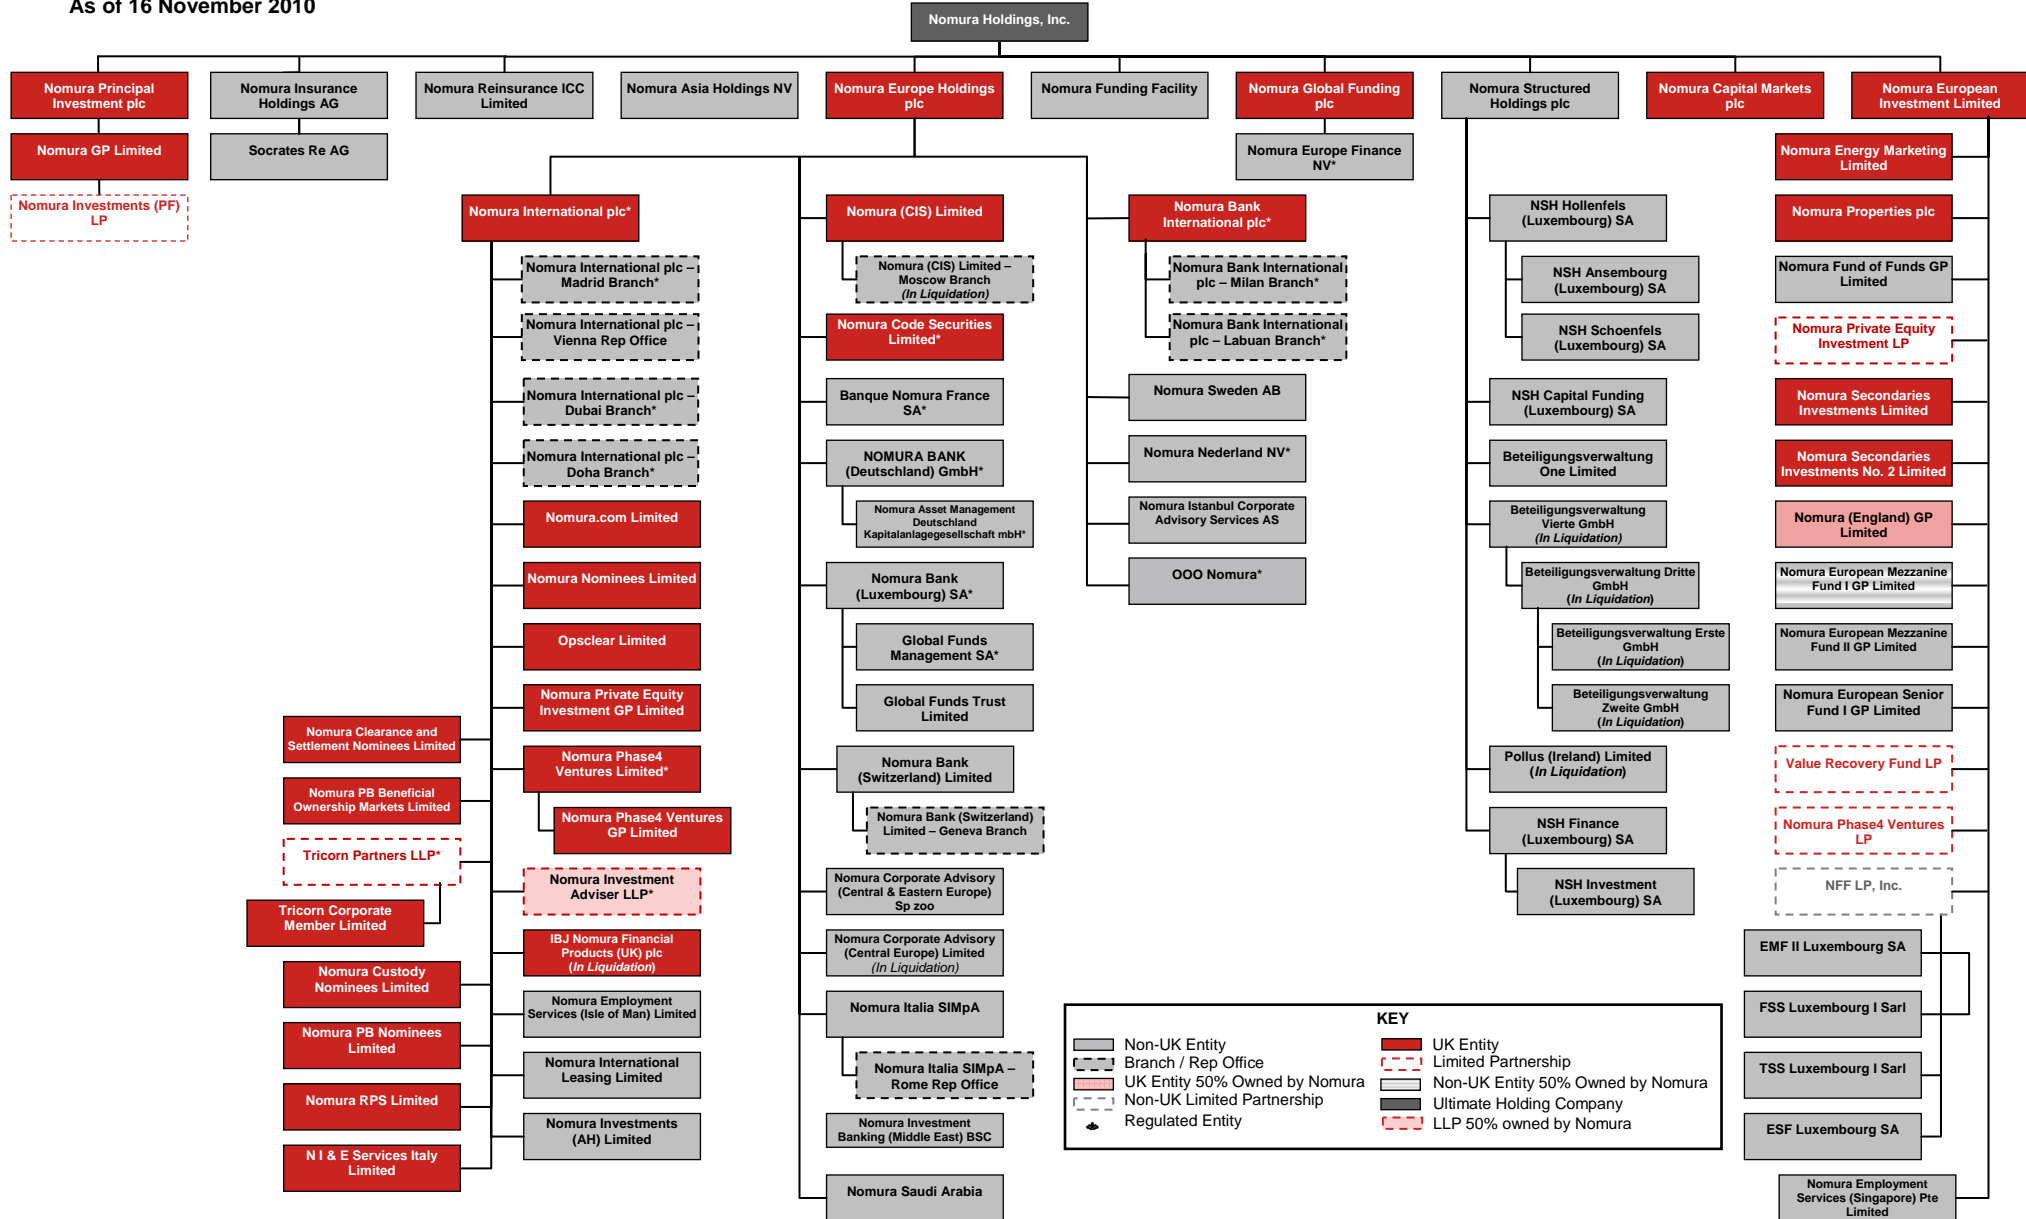 As of 16 November 2010
Nomura Holdings, Inc.
Nomura Principal
Investment plc
Nomura Insurance
Holdings AG
Nomura Reinsurance ICC
Limited
Nomura Asia Holdings NV
Nomura Europe Holdings
plc
Nomura Funding Facility
Nomura Global Funding
plc
Nomura Structured
Holdings plc
Nomura Capital Markets
plc
Nomura European
Investment Limited
Nomura GP Limited
Socrates Re AG
Nomura Europe Finance
NV*
Nomura Investments (PF)
LP
Nomura International plc*
Nomura International plc –
Madrid Branch*
Nomura International plc –
Vienna Rep Office
Nomura International plc –
Dubai Branch*
Nomura International plc –
Doha Branch*
Nomura.com Limited
Nomura Nominees Limited
Opsclear Limited
Nomura Private Equity
Investment GP Limited
Nomura Clearance and
Settlement Nominees Limited
Nomura Phase4
Ventures Limited*
Nomura PB Beneficial
Ownership Markets Limited
Nomura Phase4 Ventures
GP Limited
Tricorn Partners LLP*
Nomura Investment
Adviser LLP*
Tricorn Corporate
Member Limited
IBJ Nomura Financial
Products (UK) plc
(In Liquidation)
Nomura Custody
Nominees Limited
Nomura Employment
Services (Isle of Man) Limited
Nomura PB Nominees
Limited
Nomura International
Leasing Limited
Nomura RPS Limited
Nomura Investments
(AH) Limited
N I & E Services Italy
Limited
Nomura (CIS) Limited
Nomura (CIS) Limited –
Moscow Branch
(In Liquidation)
Nomura Code Securities
Limited*
Banque Nomura France
SA*
NOMURA BANK
(Deutschland) GmbH*
Nomura Asset Management
Deutschland
Kapitalanlagegesellschaft mbH*
Nomura Bank
(Luxembourg) SA*
Global Funds
Management SA*
Global Funds Trust
Limited
Nomura Bank
(Switzerland) Limited
Nomura Bank (Switzerland)
Limited – Geneva Branch
Nomura Corporate Advisory
(Central & Eastern Europe)
Sp zoo
Nomura Corporate Advisory
(Central Europe) Limited
(In Liquidation)
Nomura Italia SIMpA
Nomura Italia SIMpA –
Rome Rep Office
Nomura Investment
Banking (Middle East) BSC
Nomura Saudi Arabia
Nomura Bank
International plc*
Nomura Bank International
plc – Milan Branch*
Nomura Bank International
plc – Labuan Branch*
Nomura Sweden AB
Nomura Nederland NV*
Nomura Istanbul Corporate
Advisory Services AS
OOO Nomura*
NSH Hollenfels
(Luxembourg) SA
NSH Ansembourg
(Luxembourg) SA
NSH Schoenfels
(Luxembourg) SA
NSH Capital Funding
(Luxembourg) SA
Beteiligungsverwaltung
One Limited
Beteiligungsverwaltung
Vierte GmbH
(In Liquidation)
Beteiligungsverwaltung Dritte
GmbH
(In Liquidation)
Beteiligungsverwaltung Erste
GmbH
(In Liquidation)
Beteiligungsverwaltung
Zweite GmbH
(In Liquidation)
Pollus (Ireland) Limited
(In Liquidation)
NSH Finance
(Luxembourg) SA
NSH Investment
(Luxembourg) SA
Nomura Energy Marketing
Limited
Nomura Properties plc
Nomura Fund of Funds GP
Limited
Nomura Private Equity
Investment LP
Nomura Secondaries
Investments Limited
Nomura Secondaries
Investments No. 2 Limited
Nomura (England) GP
Limited
Nomura European Mezzanine
Fund I GP Limited
Nomura European Mezzanine
Fund II GP Limited
Nomura European Senior
Fund I GP Limited
Value Recovery Fund LP
Nomura Phase4 Ventures
LP
NFF LP, Inc.
EMF II Luxembourg SA
FSS Luxembourg I Sarl
TSS Luxembourg I Sarl
ESF Luxembourg SA
Nomura Employment
Services (Singapore) Pte
Limited
KEY
Non-UK Entity
UK Entity
Branch / Rep Office
Limited Partnership
UK Entity 50% Owned by Nomura
Non-UK Entity 50% Owned by Nomura
Non-UK Limited Partnership
Ultimate Holding Company
Regulated Entity
LLP 50% owned by Nomura